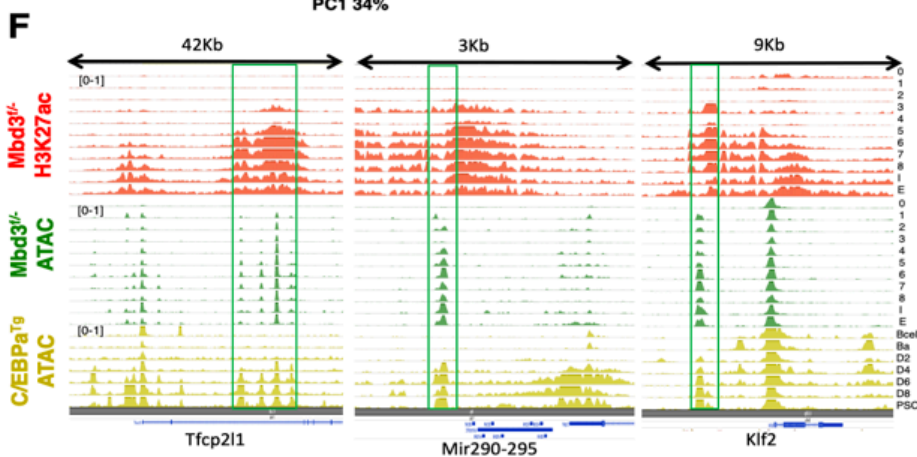 PC1 34%
F
42Kb
3Kb
9Kb
Mbd3f/-
H3K27ac
[0-1]
0
1
2
3
4
5
6
7
8
I
E
Mbd3f/-
ATAC
[0-1]
0
1
2
3
4
5
6
7
8
I
E
C/EBPaTg
ATAC
[0-1]
Bcel
Ba
D2
D4
D6
D8
PSC
Tfcp2l1
Mir290-295
Klf2